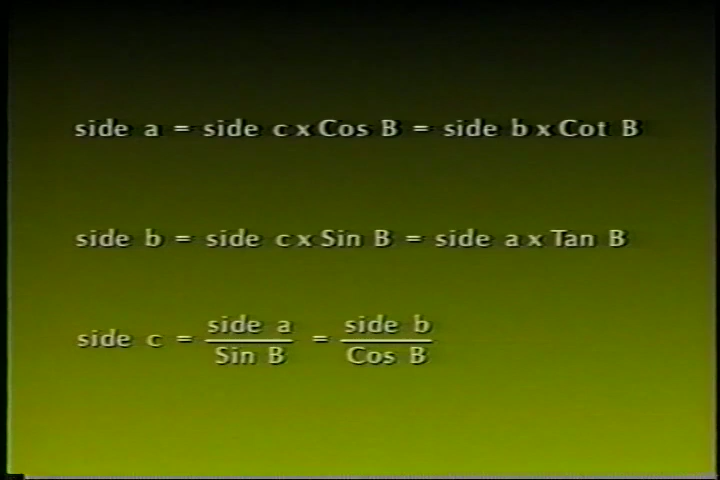 side a = side c x Cos B = side b x Cot B
side b = side c x Sin B = side a x Tan B
side c = side a / Sin B = side b / Cos B